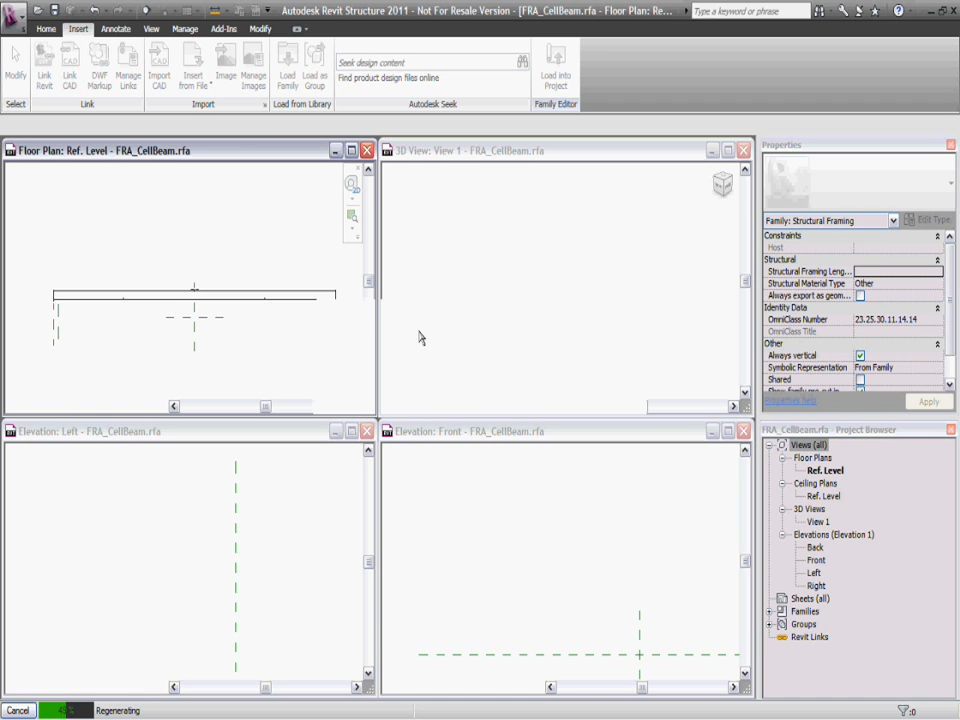 Autodesk Revit Structure 2011 - Not For Resale Version - [FRA_CellBeam.rfa - Floor Plan: Re...
Type a keyword or phrase
Home Insert Annotate View Manage Add-Ins Modify
Modify
Link Revit
Link CAD
DWF Markup
Manage Links
Import CAD
Insert from File
Image
Manage Images
Load Family
Load as Group
Seek design content
Find product design files online
Load into Project
Select Link Import Load from Library Autodesk Seek Family Editor
Floor Plan: Ref. Level - FRA_CellBeam.rfa
3D View: View 1 - FRA_CellBeam.rfa
Elevation: Left - FRA_CellBeam.rfa
Elevation: Front - FRA_CellBeam.rfa
Properties
Family: Structural Framing
Edit Type
Constraints
Host
Structural
Structural Framing Leng...
Structural Material Type Other
Always export as geom...
Identity Data
OmniClass Number 23.25.30.11.14.14
OmniClass Title
Other
Always vertical
Symbolic Representation From Family
Shared
Properties help
Apply
FRA_CellBeam.rfa - Project Browser
Views (all)
Floor Plans
Ref. Level
Ceiling Plans
Ref. Level
3D Views
View 1
Elevations (Elevation 1)
Back
Front
Left
Right
Sheets (all)
Families
Groups
Revit Links
Cancel
Regenerating
:0